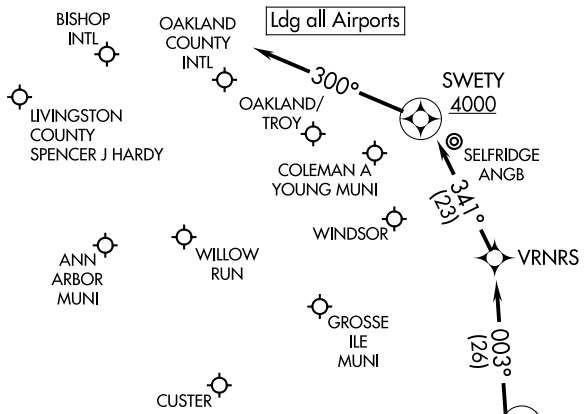 BISHOP
INTL
OAKLAND
COUNTY
INTL
Ldg all Airports
300°
SWETY
4000
LIVINGSTON
COUNTY
SPENCER J HARDY
OAKLAND/
TROY
COLEMAN A
YOUNG MUNI
SELFRIDGE
ANGB
341°
(23)
WINDSOR
VRNRS
ANN
ARBOR
MUNI
WILLOW
RUN
GROSSE
ILE
MUNI
003°
(26)
CUSTER